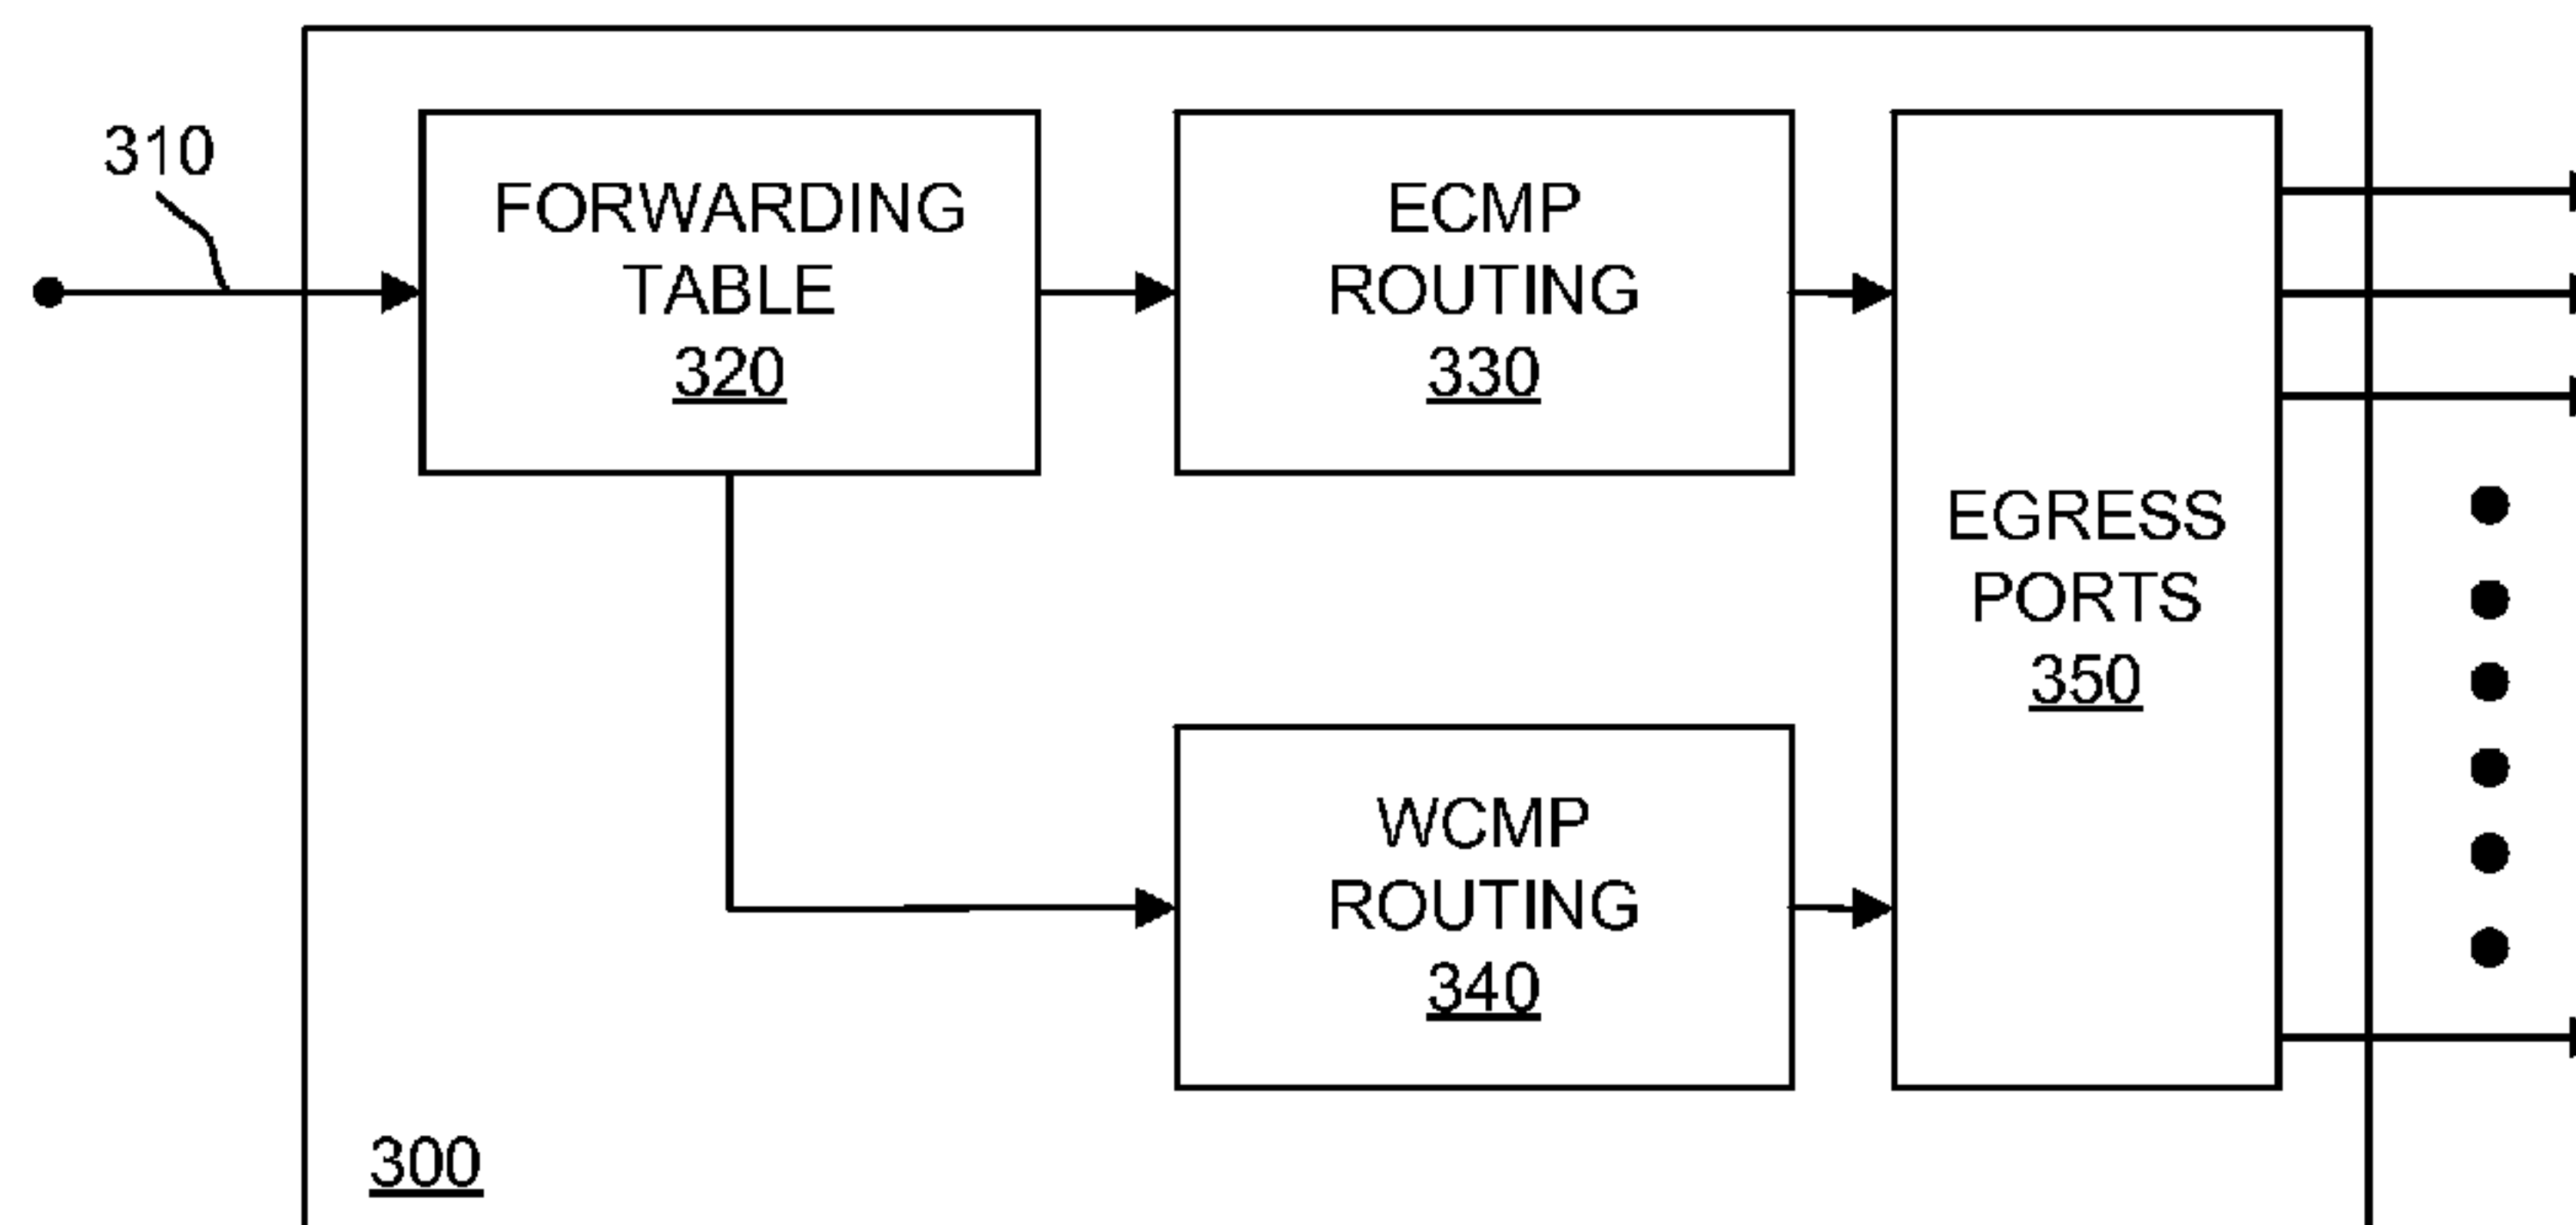 310
FORWARDING
TABLE
320
ECMP
ROUTING
330
EGRESS
PORTS
350
WCMP
ROUTING
340
300